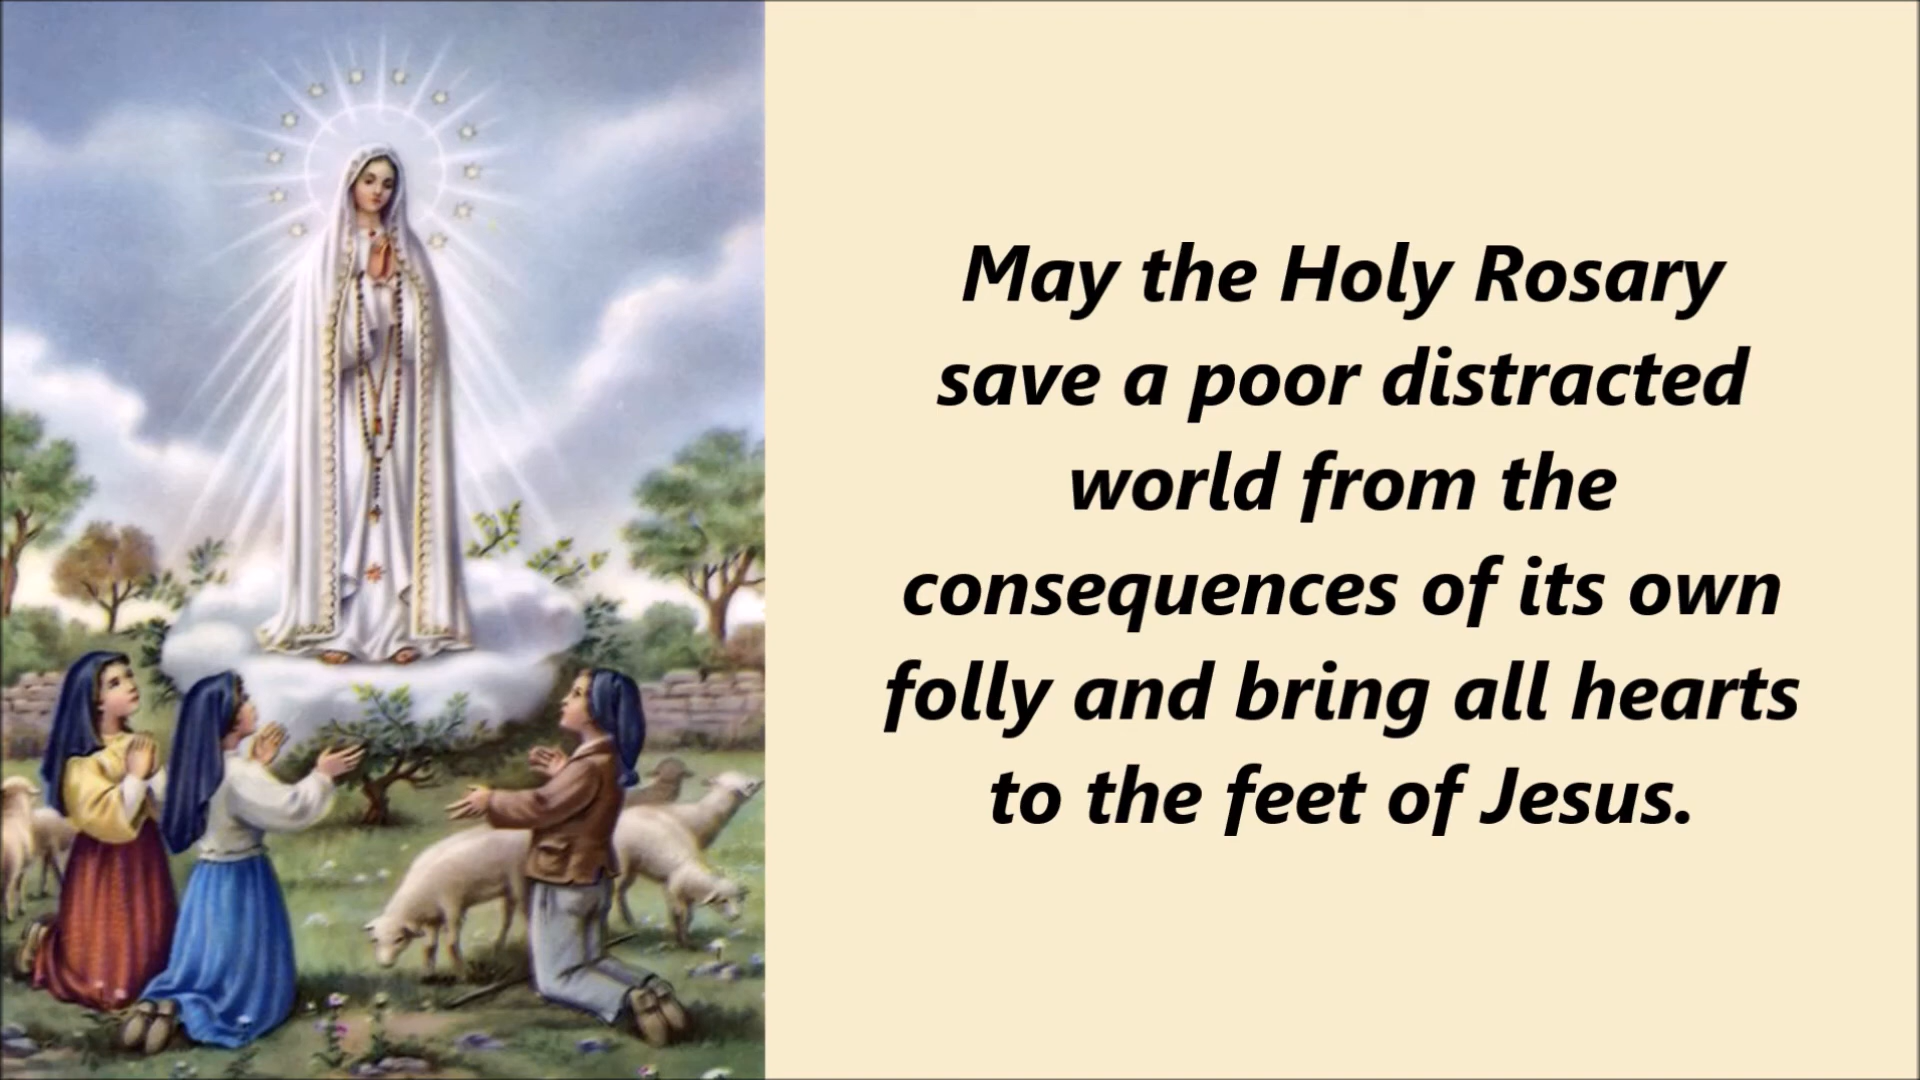 May the Holy Rosary
save a poor distracted
world from the
consequences of its own
folly and bring all hearts
to the feet of Jesus.